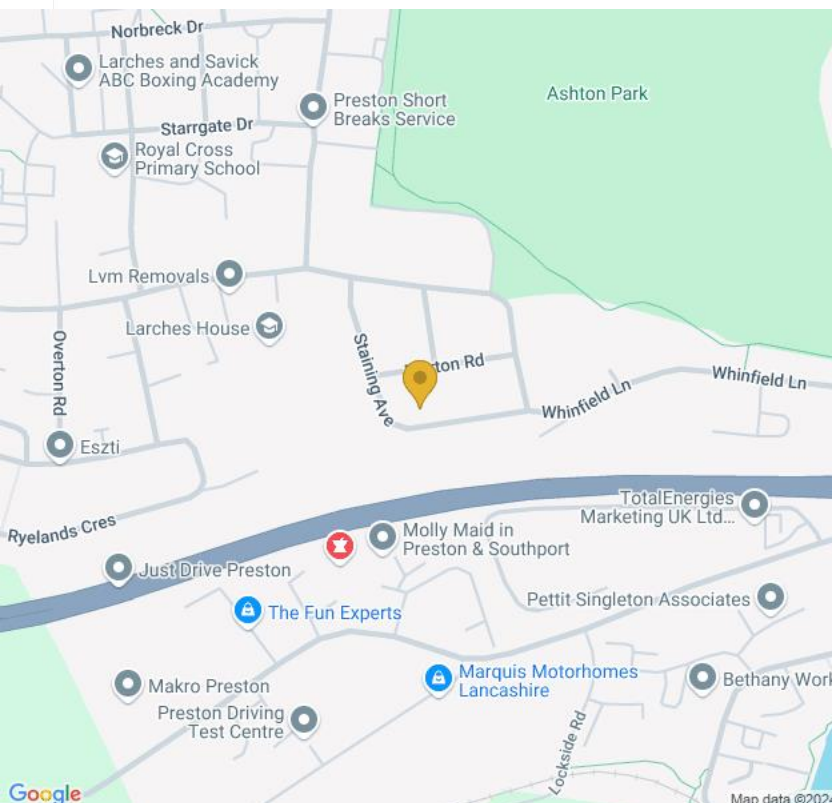 Norbreck Dr
Larches and Savick
ABC Boxing Academy
Ashton Park
Preston Short
Breaks Service
Starrgate Dr
Royal Cross
Primary School
Lvm Removals
Larches House
Overton Rd
Staining Ave
Rd
Whinfield Ln
Whinfield Ln
Eszti
Ryelands Cres
TotalEnergies
Marketing UK Ltd...
Molly Maid in
Preston & Southport
Just Drive Preston
Pettit Singleton Associates
The Fun Experts
Marquis Motorhomes
Lancashire
Makro Preston
Bethany Work
Preston Driving
Test Centre
Lockside Rd
Google
Map data ©2024